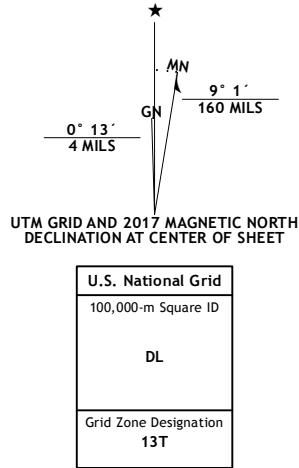 MN
9° 1´
160 MILS
GN
0° 13´
4 MILS
UTM GRID AND 2017 MAGNETIC NORTH
DECLINATION AT CENTER OF SHEET
U.S. National Grid
100,000-m Square ID
DL
Grid Zone Designation
13T